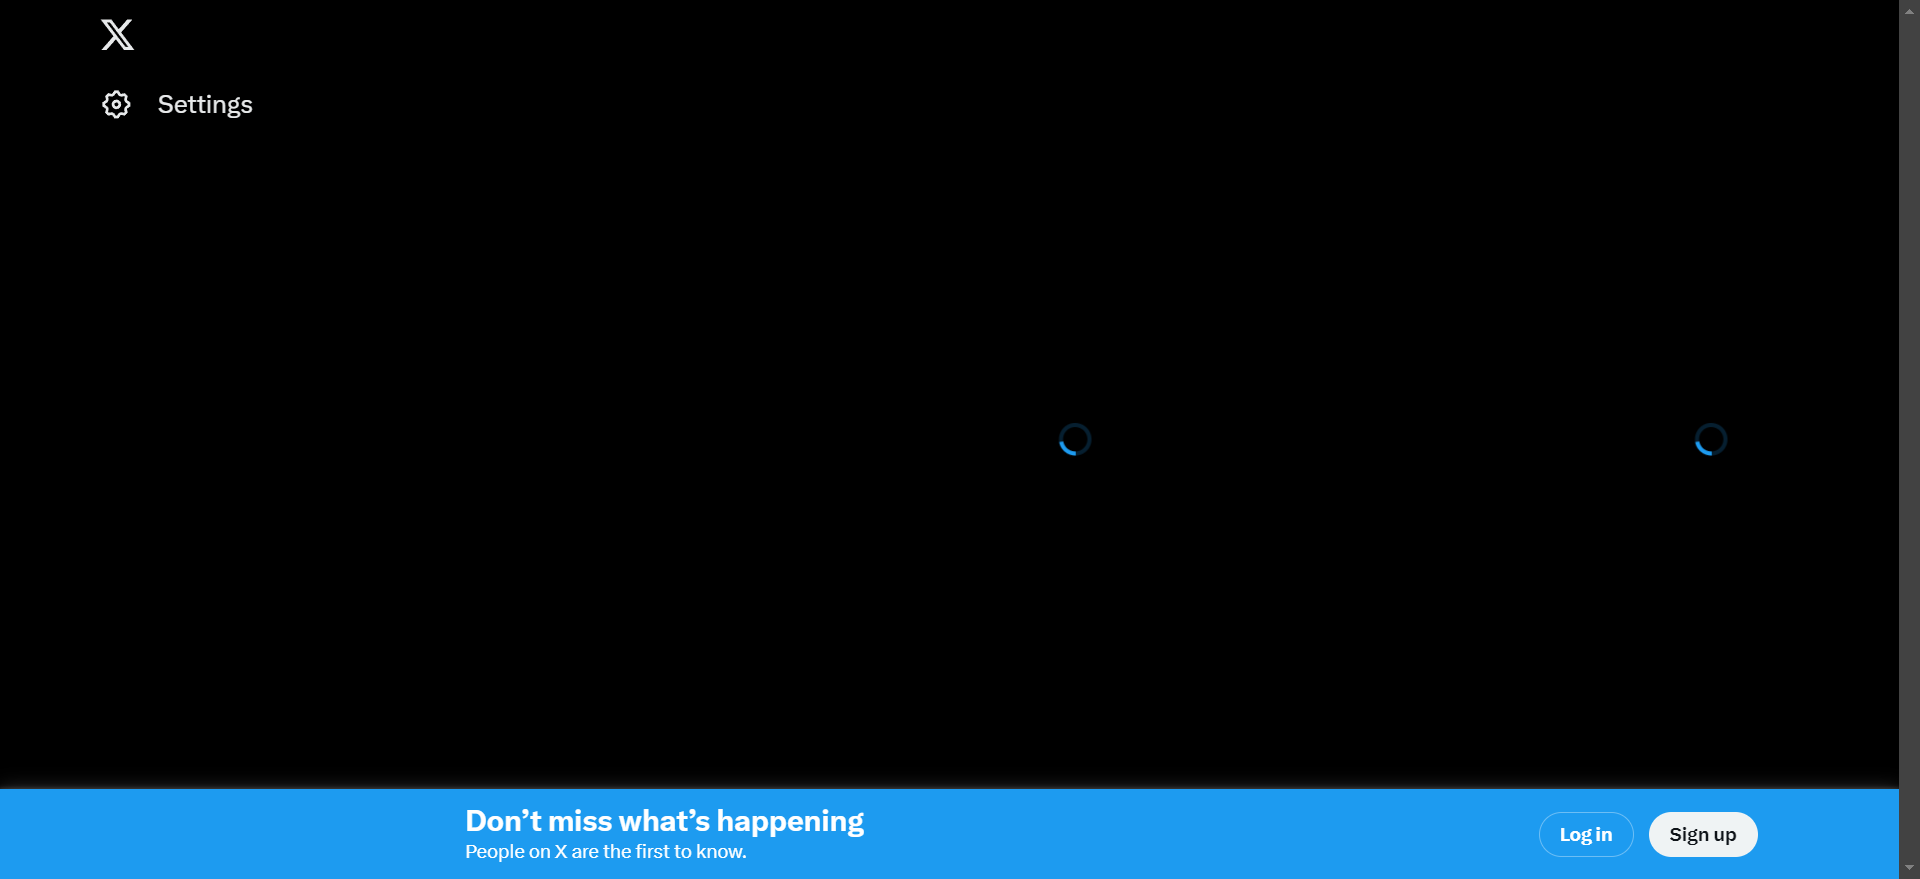 Settings
Don’t miss what’s happening
People on X are the first to know.
Log in
Sign up